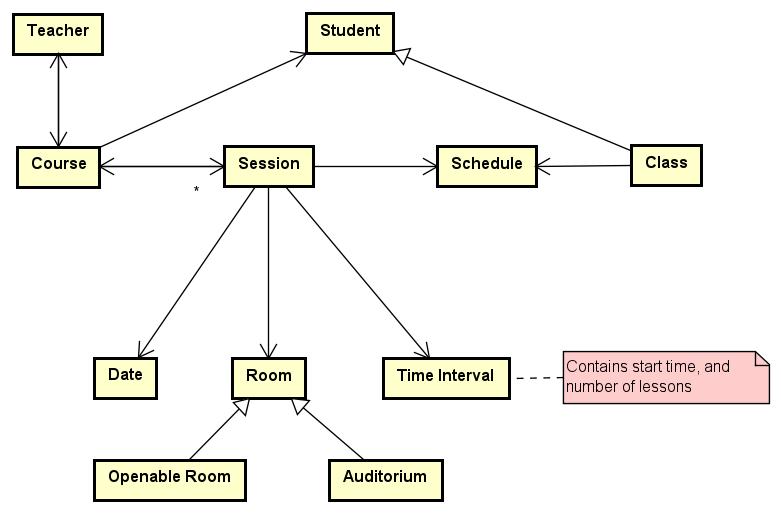 Teacher
Student
Course
Session
Schedule
Class
*
Date
Room
Time Interval
Contains start time, and
number of lessons
Openable Room
Auditorium